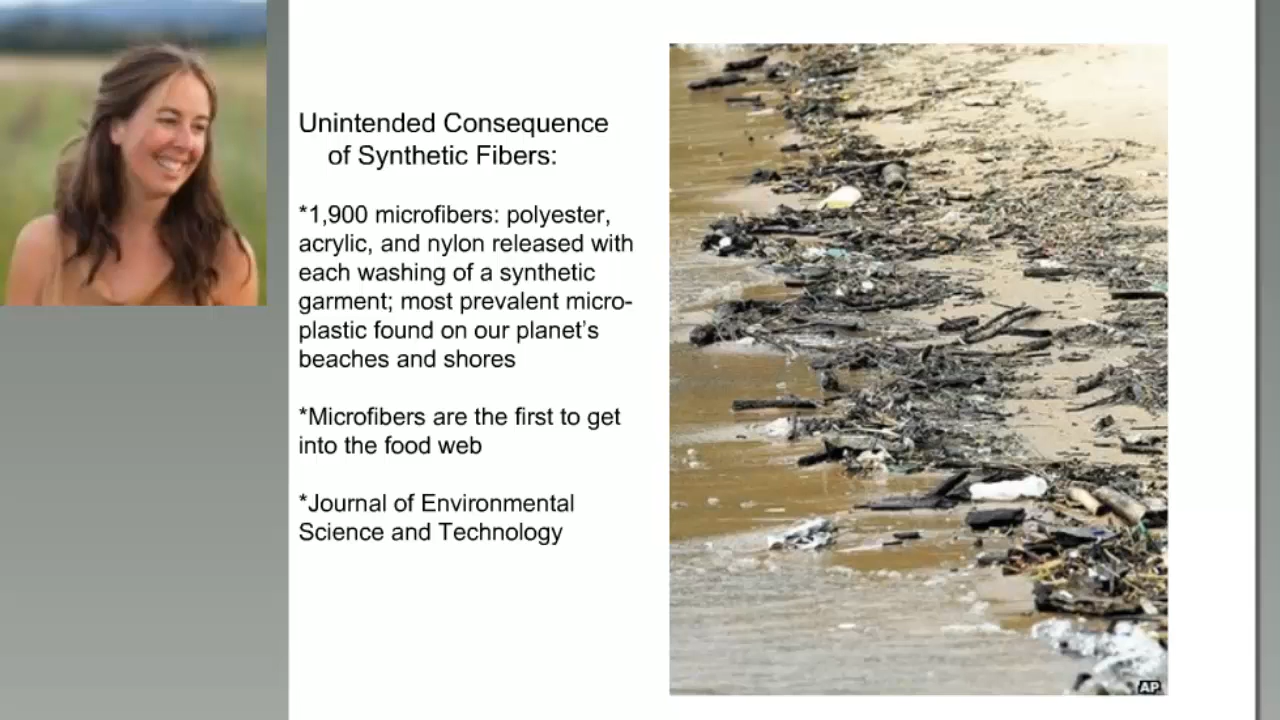 Unintended Consequence
of Synthetic Fibers:
*1,900 microfibers: polyester,
acrylic, and nylon released with
each washing of a synthetic
garment; most prevalent micro-
plastic found on our planet's
beaches and shores
*Microfibers are the first to get
into the food web
*Journal of Environmental
Science and Technology
AP